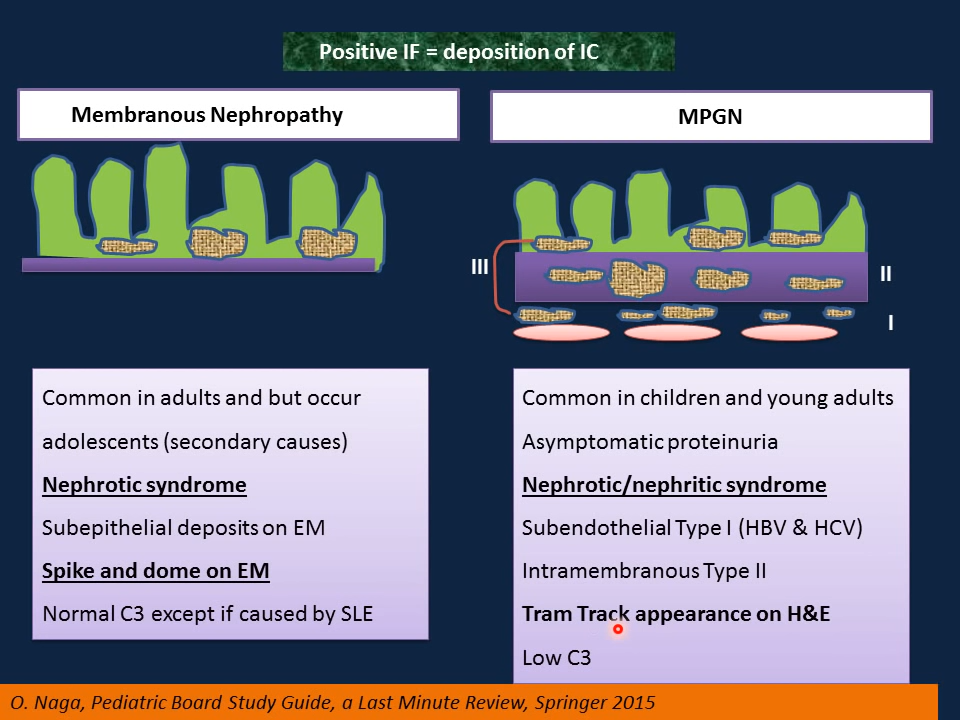 Positive IF = deposition of IC
Membranous Nephropathy
MPGN
III
II
I
Common in adults and but occur
adolescents (secondary causes)
Nephrotic syndrome
Subepithelial deposits on EM
Spike and dome on EM
Normal C3 except if caused by SLE
Common in children and young adults
Asymptomatic proteinuria
Nephrotic/nephritic syndrome
Subendothelial Type I (HBV & HCV)
Intramembranous Type II
Tram Track appearance on H&E
Low C3
O. Naga, Pediatric Board Study Guide, a Last Minute Review, Springer 2015